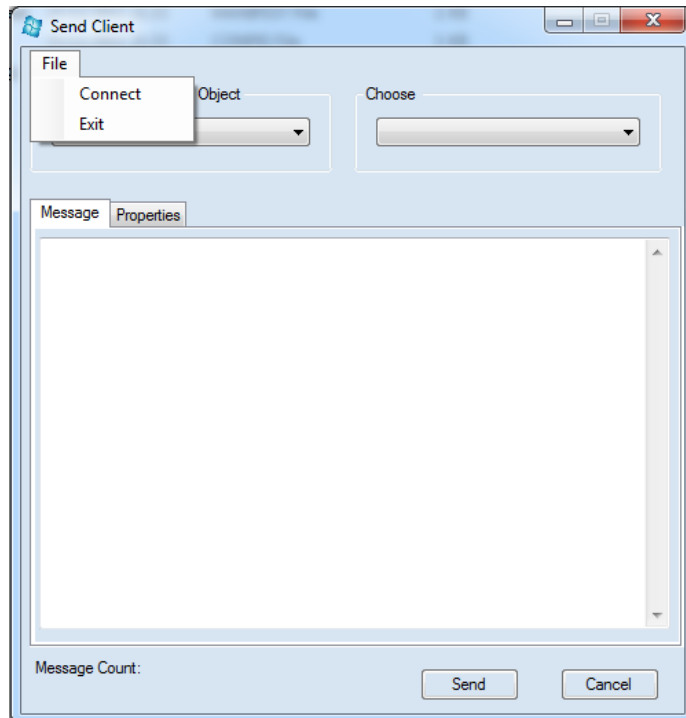 Send Client
File
Connect
Exit
Object
Choose
Message
Properties
Message Count:
Send
Cancel